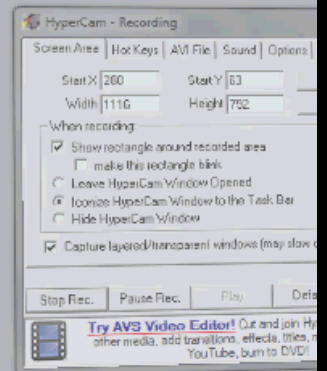 HyperCam - Recording
Screen Area Hot Keys AVI File Sound Options
Start X 280 Start Y 63
Width 1116 Height 792
When recording:
Show rectangle around recorded area
make this rectangle blink
Leave HyperCam Window Opened
Iconize HyperCam Window to the Task Bar
Hide HyperCam Window
Capture layered/transparent windows (may slow
Stop Rec. Pause Rec. Play Defa
Try AVS Video Editor! Cut and join Hy
other media, add transitions, effects, titles,
YouTube, burn to DVD!